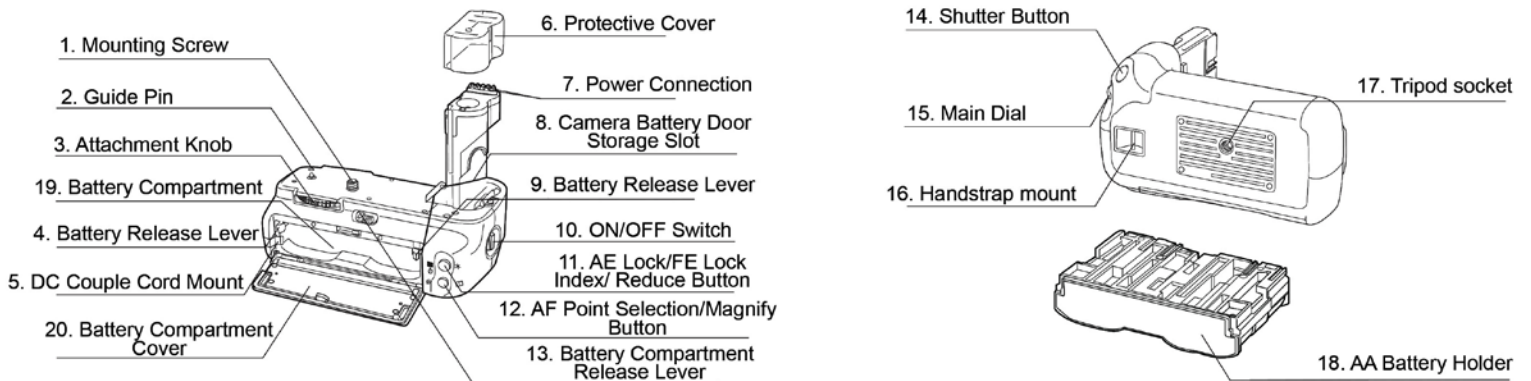 1. Mounting Screw
2. Guide Pin
3. Attachment Knob
19. Battery Compartment
4. Battery Release Lever
5. DC Couple Cord Mount
20. Battery Compartment
Cover
6. Protective Cover
7. Power Connection
8. Camera Battery Door
Storage Slot
9. Battery Release Lever
10. ON/OFF Switch
11. AE Lock/FE Lock
Index/ Reduce Button
12. AF Point Selection/Magnify
Button
13. Battery Compartment
Release Lever
14. Shutter Button
15. Main Dial
16. Handstrap mount
17. Tripod socket
18. AA Battery Holder